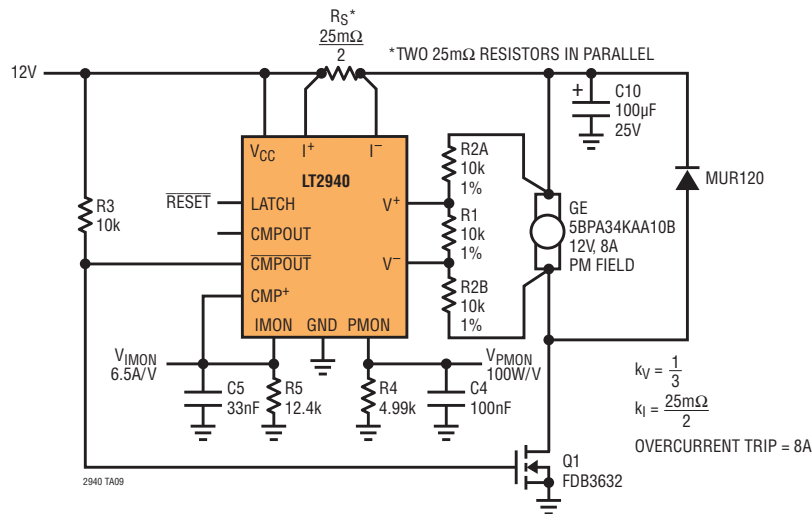 RS*
25mΩ
2
*TWO 25mΩ RESISTORS IN PARALLEL
12V
+
C10
100µF
25V
VCC
I+
I−
LT2940
R2A
10k
1%
MUR120
R3
10k
RESET
LATCH
V+
R1
10k
1%
GE
5BPA34KAA10B
12V, 8A
PM FIELD
CMPOUT
CMPOUT
V−
CMP+
R2B
10k
1%
IMON
GND
PMON
VIMON
6.5A/V
VPMON
100W/V
C5
33nF
R5
12.4k
R4
4.99k
C4
100nF
kV = 1/3
kI = 25mΩ/2
OVERCURRENT TRIP = 8A
Q1
FDB3632
2940 TA09